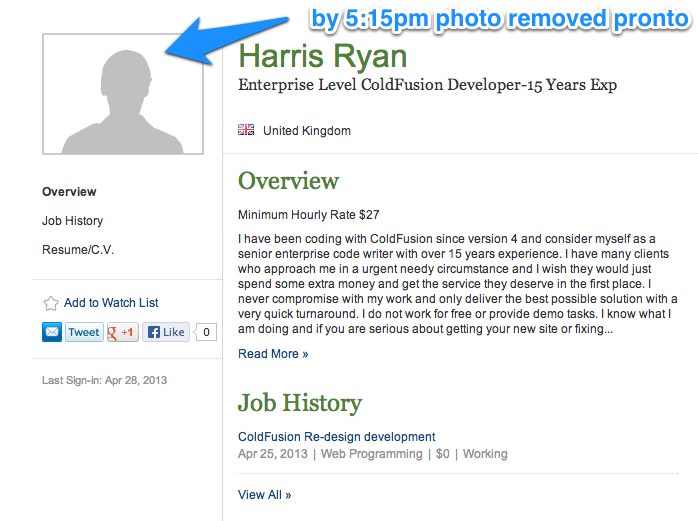 by 5:15pm photo removed pronto
Harris Ryan
Enterprise Level ColdFusion Developer-15 Years Exp
United Kingdom
Overview
Job History
Resume/C.V.
Add to Watch List
Tweet
g +1
f Like
0
Last Sign-in: Apr 28, 2013
Overview
Minimum Hourly Rate $27
I have been coding with ColdFusion since version 4 and consider myself as a
senior enterprise code writer with over 15 years experience. I have many clients
who approach me in a urgent needy circumstance and I wish they would just
spend some extra money and get the service they deserve in the first place. I
never compromise with my work and only deliver the best possible solution with a
very quick turnaround. I do not work for free or provide demo tasks. I know what I
am doing and if you are serious about getting your new site or fixing...
Read More »
Job History
ColdFusion Re-design development
Apr 25, 2013 | Web Programming | $0 | Working
View All »